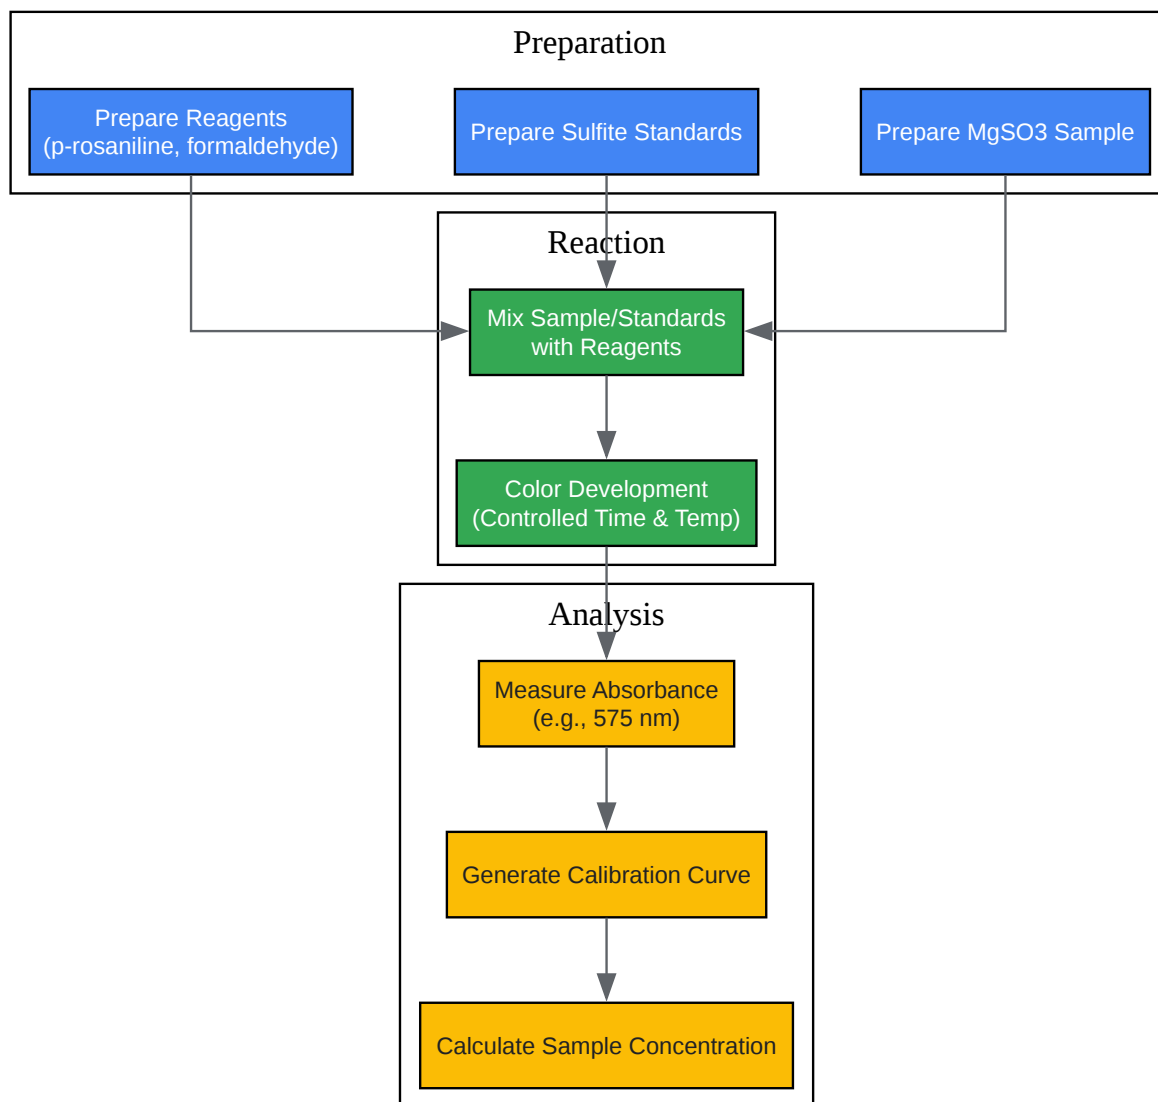 Preparation
Prepare Reagents
(p-rosaniline, formaldehyde)
Prepare Sulfite Standards
Prepare MgSO3 Sample
Reaction
Mix Sample/Standards
with Reagents
Color Development
(Controlled Time & Temp)
Analysis
Measure Absorbance
(e.g., 575 nm)
Generate Calibration Curve
Calculate Sample Concentration